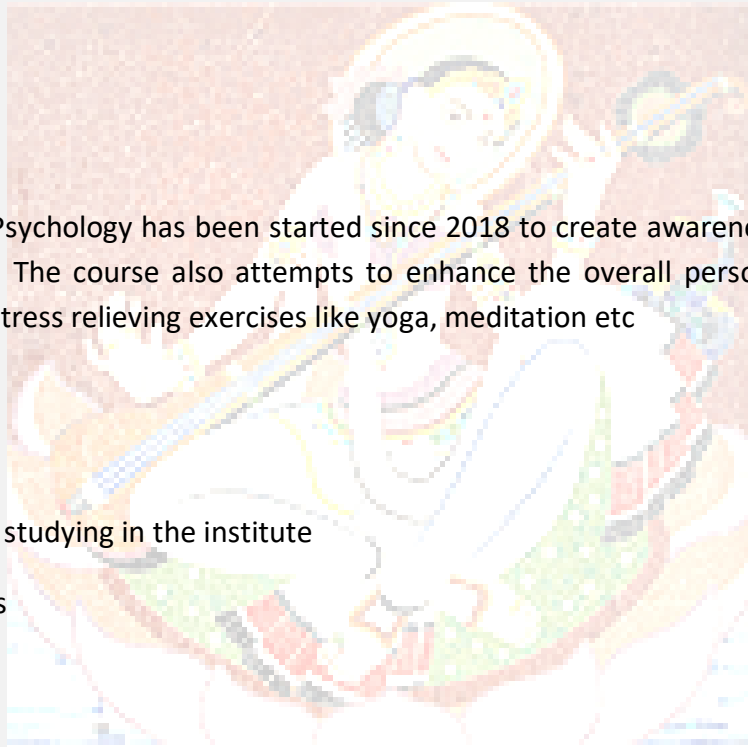 Psychology has been started since 2018 to create awaren
The course also attempts to enhance the overall perso
tress relieving exercises like yoga, meditation etc
studying in the institute
s